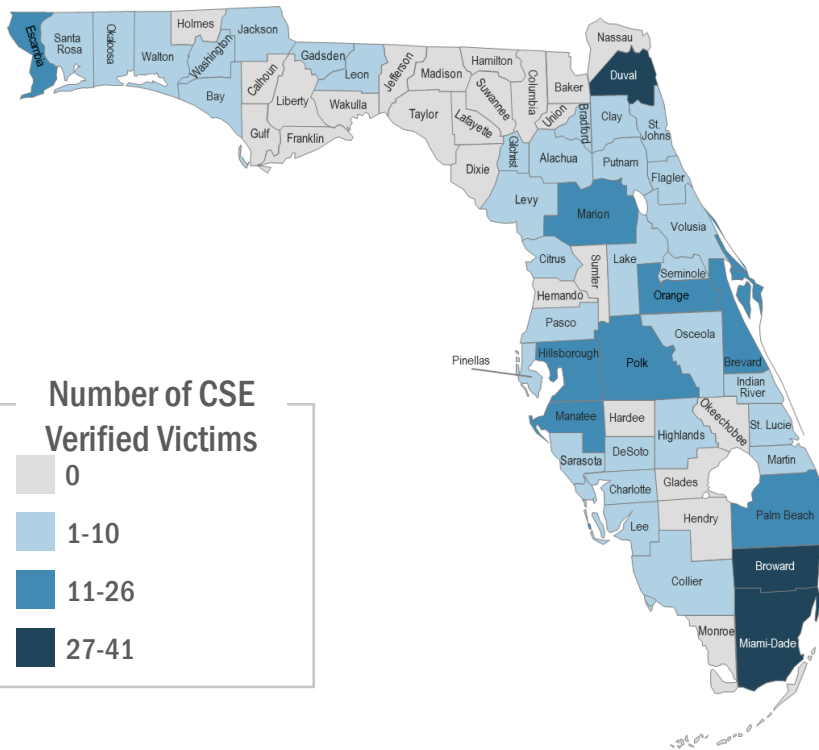 Escambia
Santa
Rosa
Okaloosa
Walton
Holmes
Washington
Jackson
Bay
Calhoun
Gulf
Liberty
Franklin
Gadsden
Leon
Wakulla
Jefferson
Madison
Taylor
Hamilton
Suwannee
Lafayette
Dixie
Columbia
Baker
Union
Bradford
Gilchrist
Nassau
Duval
Clay
St.
Johns
Alachua
Putnam
Flagler
Levy
Marion
Volusia
Citrus
Sumter
Lake
Seminole
Orange
Hernando
Pasco
Osceola
Brevard
Pinellas
Hillsborough
Polk
Indian
River
Manatee
Hardee
Okeechobee
St. Lucie
Highlands
Sarasota
DeSoto
Martin
Charlotte
Glades
Lee
Hendry
Palm Beach
Collier
Broward
Monroe
Miami-Dade
Number of CSE
Verified Victims
0
1-10
11-26
27-41